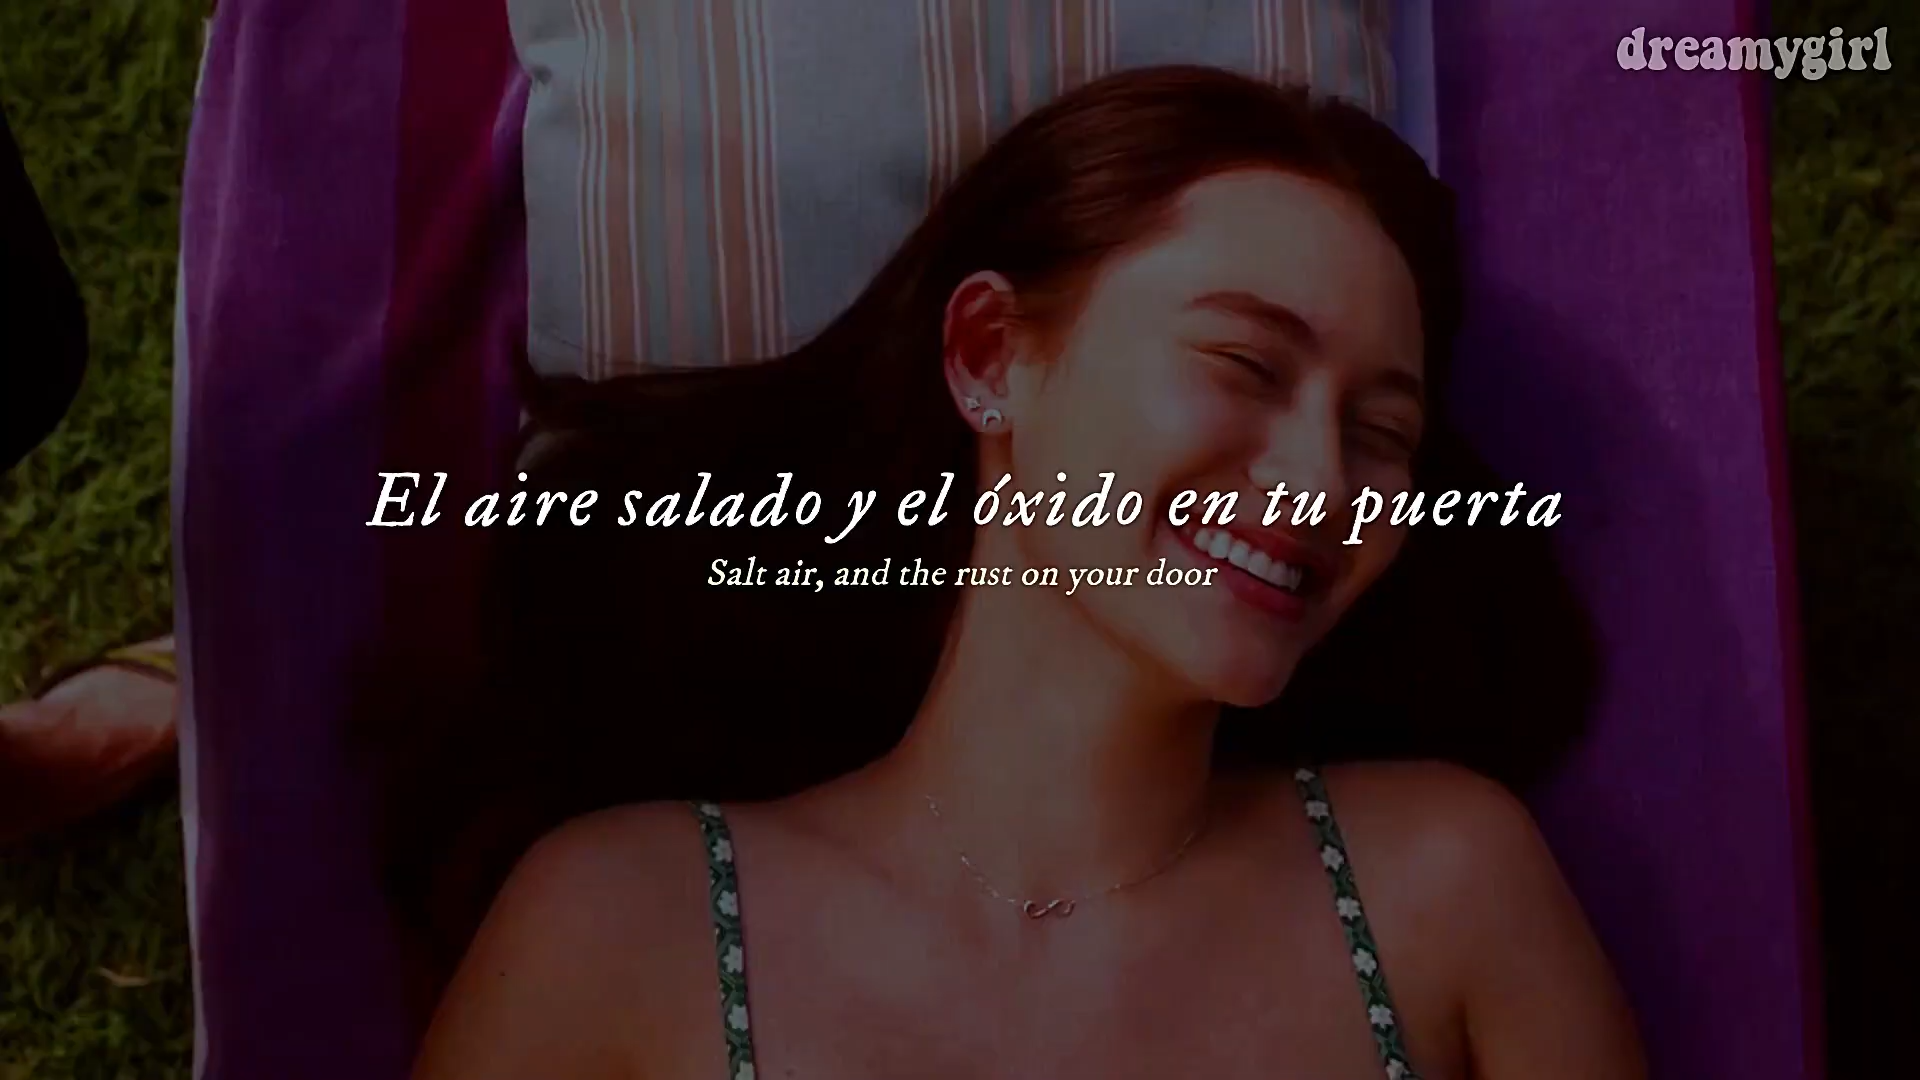 dreamygirl
El aire salado y el óxido en tu puerta
Salt air, and the rust on your door